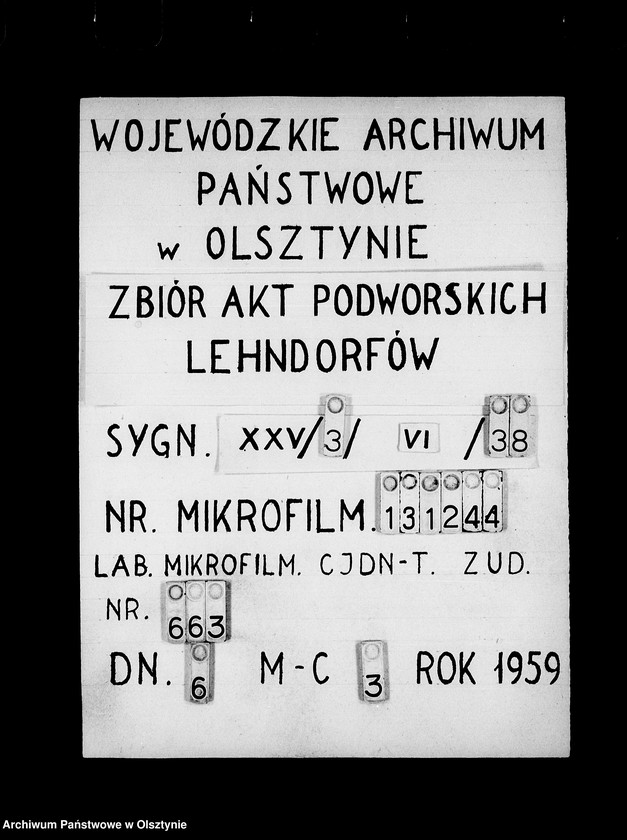 WOJEWÓDZKIE ARCHIWUM
PAŃSTWOWE
w OLSZTYNIE
ZBIÓR AKT PODWORSKICH
LEHNDORFÓW
SYGN. XXV/3/ VI /38
NR. MIKROFILM. 131244
LAB. MIKROFILM. CJDN-T. ZUD.
NR. 663
DN. 6 M-C 3 ROK 1959
Archiwum Państwowe w Olsztynie